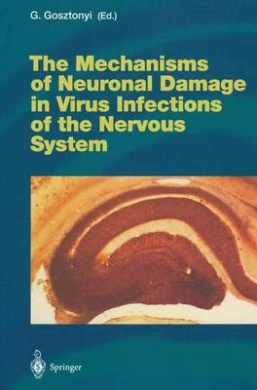 G. Gosztonyi (Ed.)
The Mechanisms
of Neuronal Damage
in Virus Infections
of the Nervous
System
Springer